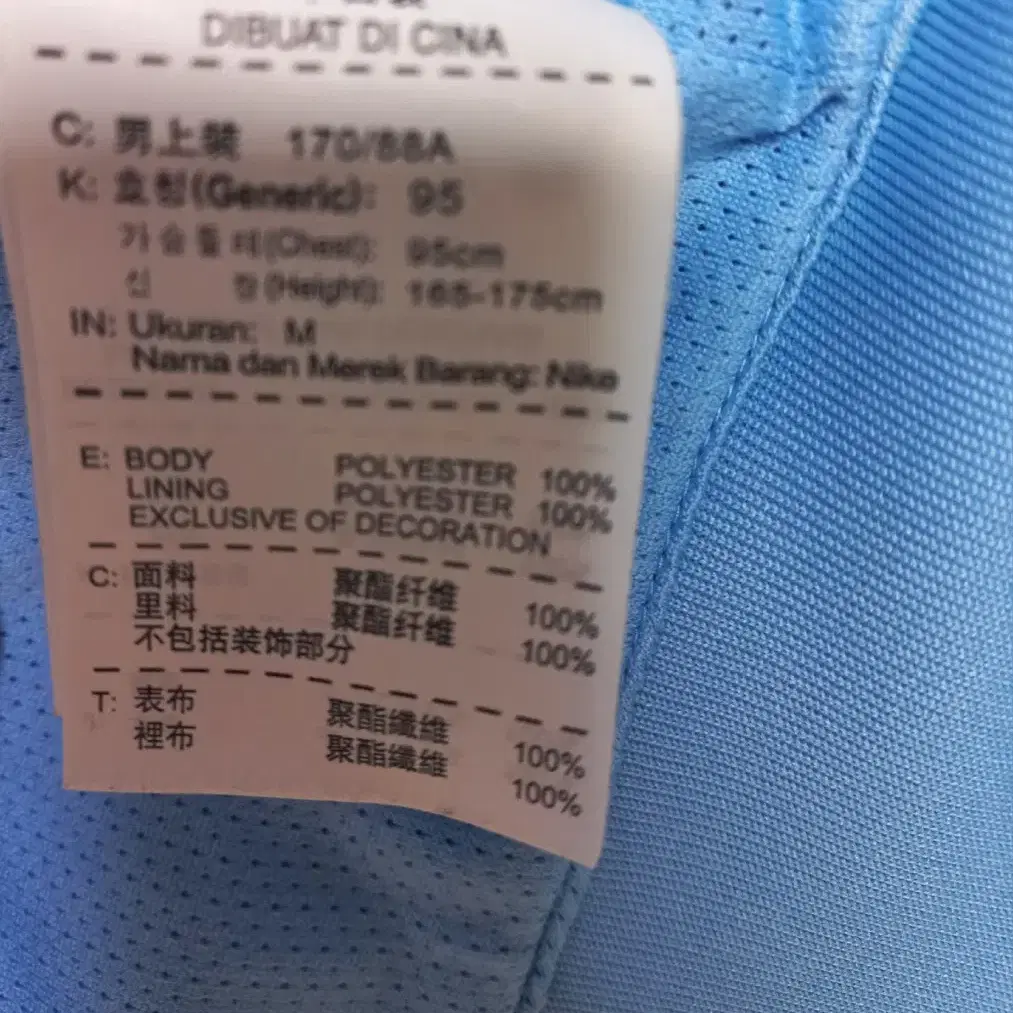 DIBUAT DI CINA
C: 男上裝 170/88A
K: 호칭(Generic): 95
가슴둘레(Chest): 95cm
신 장(Height): 165-175cm
IN: Ukuran: M
Nama dan Merek Barang: Nike
E: BODY POLYESTER 100%
LINING POLYESTER 100%
EXCLUSIVE OF DECORATION
C: 面料 聚酯纤维 100%
里料 聚酯纤维 100%
不包括装饰部分
T: 表布 聚酯纖維 100%
裡布 聚酯纖維 100%